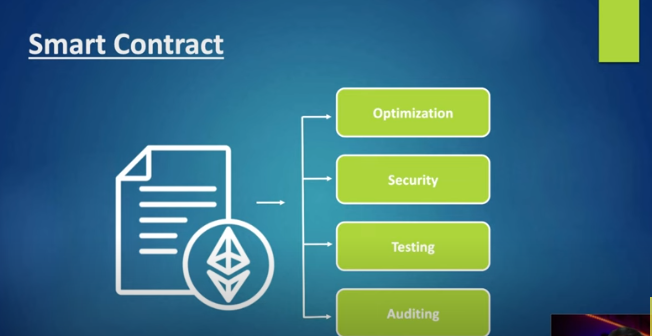 Smart Contract
Optimization
Security
Testing
Auditing